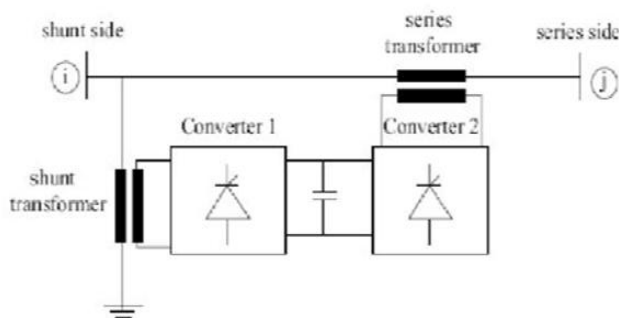 shunt side
series
transformer
series side
i
j
Converter 1
Converter 2
shunt
transformer